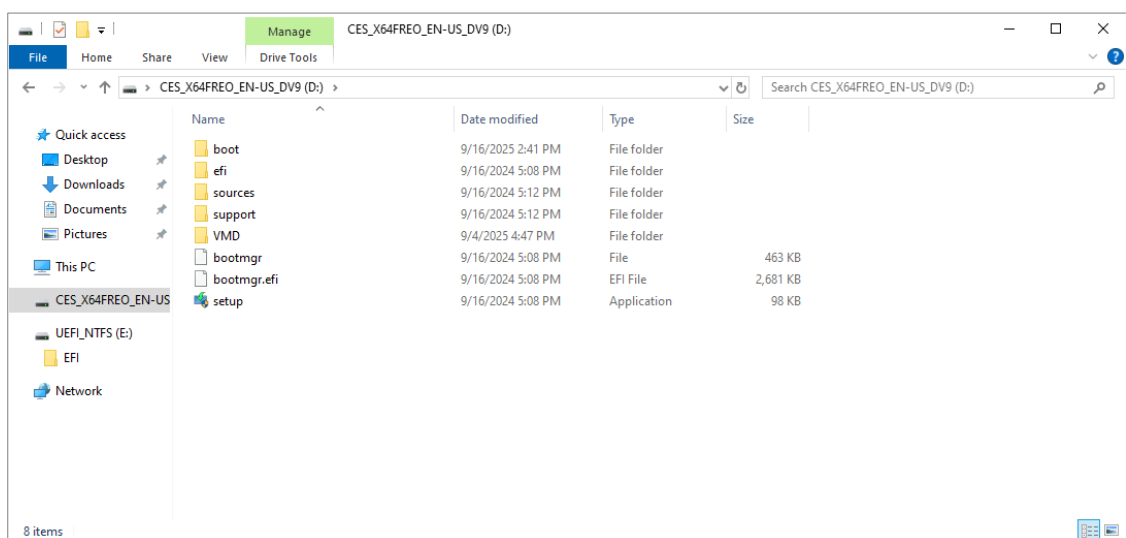 Manage CES_X64FREO_EN-US_DV9 (D:)
File Home Share View Drive Tools
CES_X64FREO_EN-US_DV9 (D:) Search CES_X64FREO_EN-US_DV9 (D:)
Quick access
Desktop
Downloads
Documents
Pictures
This PC
CES_X64FREO_EN-US
UEFI_NTFS (E:)
EFI
Network
Name Date modified Type Size
boot 9/16/2025 2:41 PM File folder
efi 9/16/2024 5:08 PM File folder
sources 9/16/2024 5:12 PM File folder
support 9/16/2024 5:12 PM File folder
VMD 9/4/2025 4:47 PM File folder
bootmgr 9/16/2024 5:08 PM File 463 KB
bootmgr.efi 9/16/2024 5:08 PM EFI File 2,681 KB
setup 9/16/2024 5:08 PM Application 98 KB
8 items